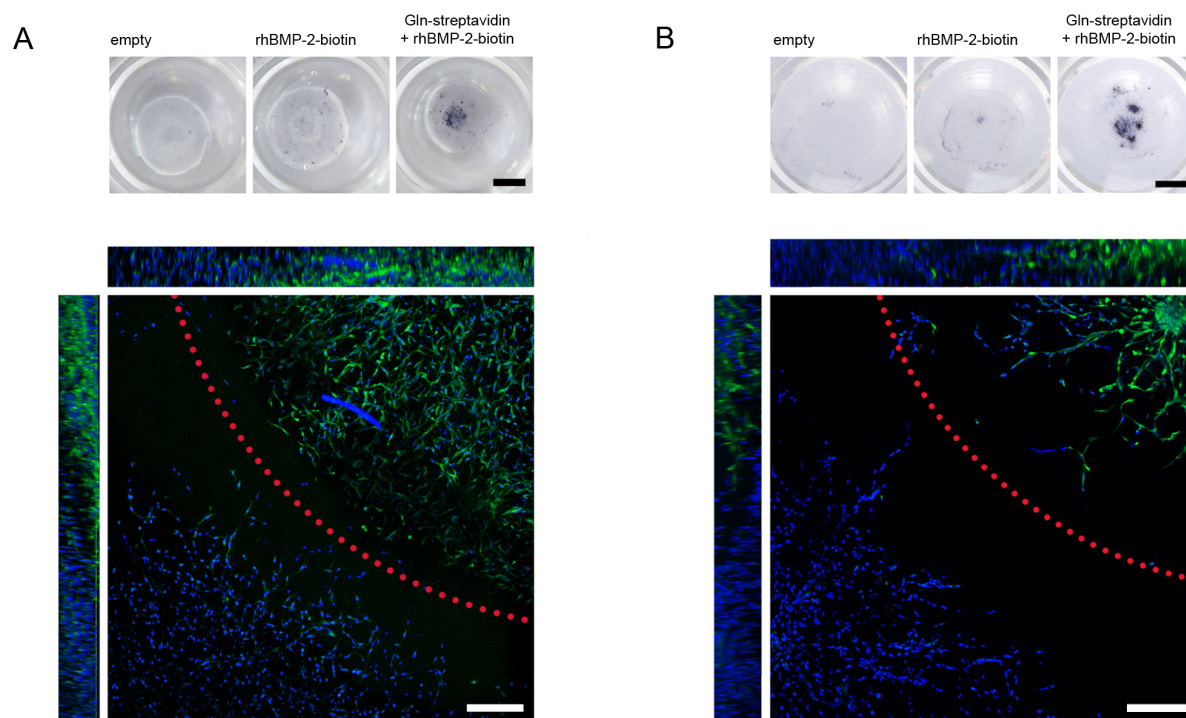 A
empty
rhBMP-2-biotin
Gln-streptavidin
+ rhBMP-2-biotin
B
empty
rhBMP-2-biotin
Gln-streptavidin
+ rhBMP-2-biotin